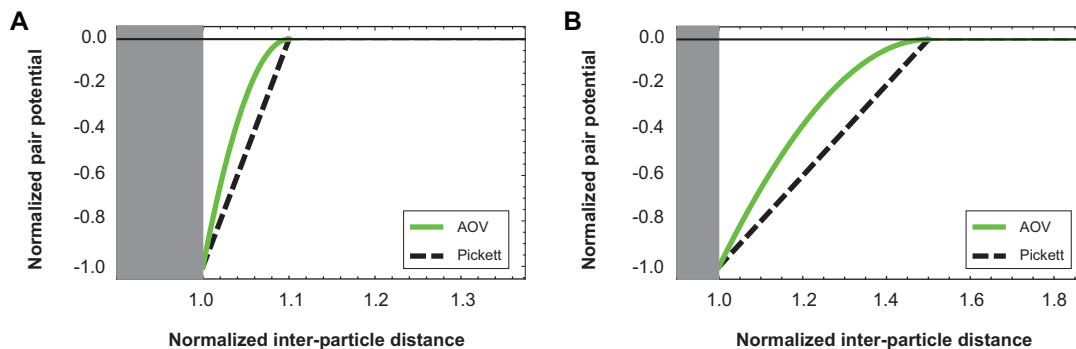 A
Normalized pair potential
0.0
-0.2
-0.4
-0.6
-0.8
-1.0
AOV
Pickett
1.0
1.1
1.2
1.3
Normalized inter-particle distance
B
Normalized pair potential
0.0
-0.2
-0.4
-0.6
-0.8
-1.0
AOV
Pickett
1.0
1.2
1.4
1.6
1.8
Normalized inter-particle distance